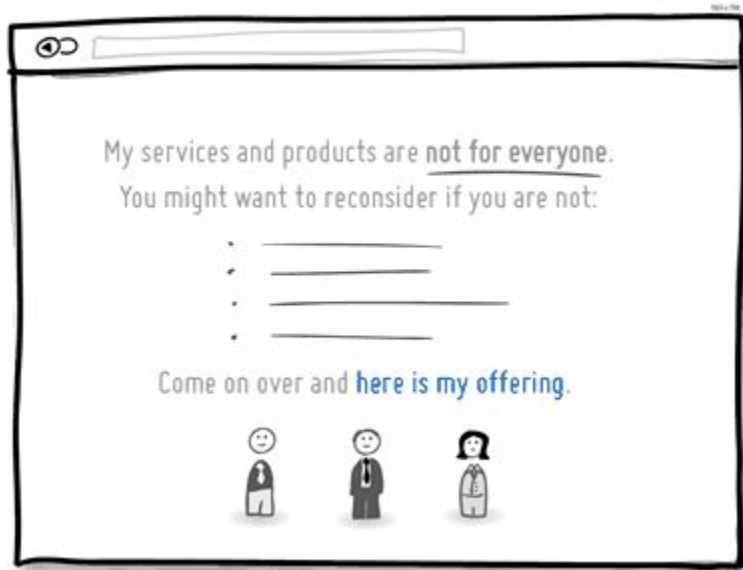 My services and products are not for everyone.
You might want to reconsider if you are not:
Come on over and here is my offering.